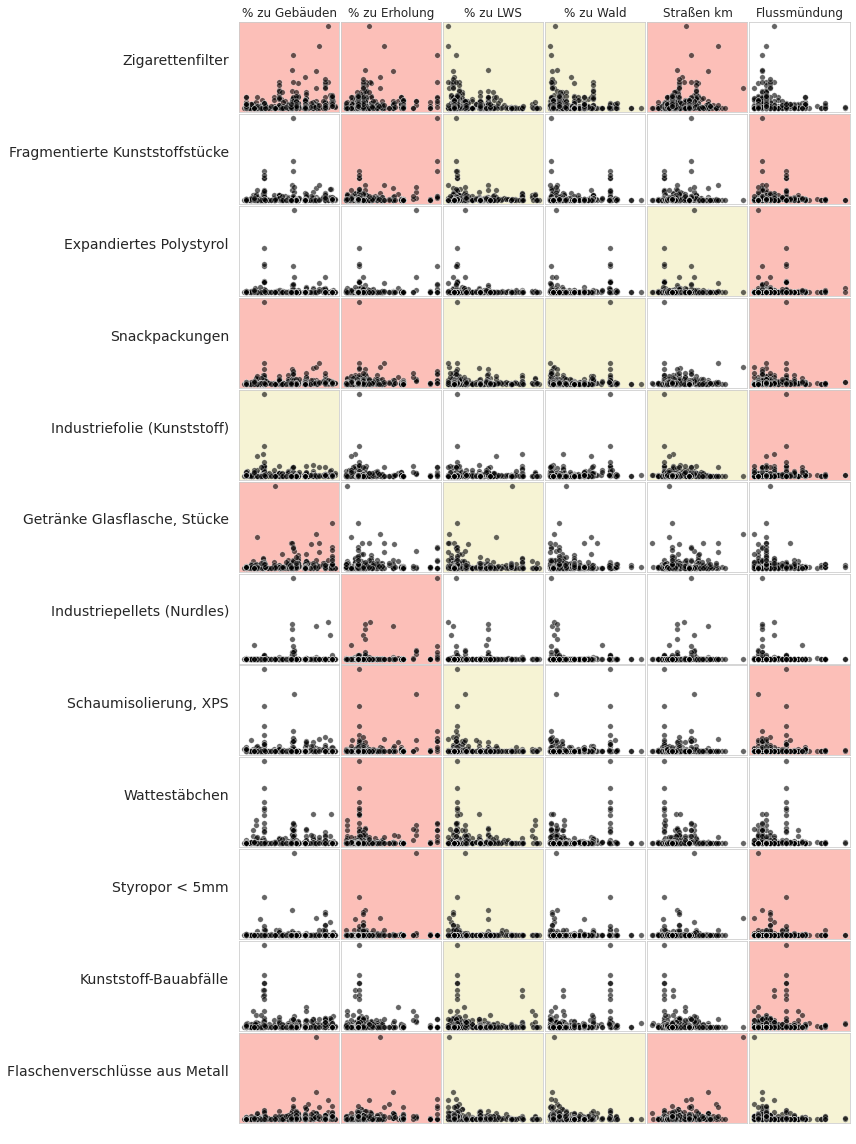 % zu Gebäuden % zu Erholung % zu LWS % zu Wald Straßen km Flussmündung
Zigarettenfilter
Fragmentierte Kunststoffstücke
Expandiertes Polystyrol
Snackpackungen
Industriefolie (Kunststoff)
Getränke Glasflasche, Stücke
Industriepellets (Nurdles)
Schaumisolierung, XPS
Wattestäbchen
Styropor < 5mm
Kunststoff-Bauabfälle
Flaschenverschlüsse aus Metall